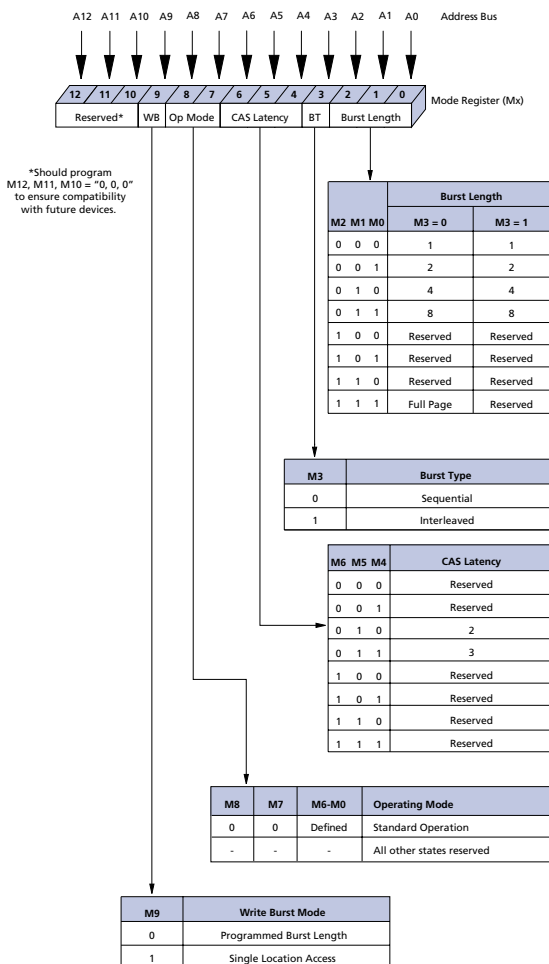 A12 A11 A10 A9 A8 A7 A6 A5 A4 A3 A2 A1 A0 Address Bus
12 11 10 9 8 7 6 5 4 3 2 1 0
Mode Register (Mx)
Reserved* WB Op Mode CAS Latency BT Burst Length
*Should program
M12, M11, M10 = “0, 0, 0”
to ensure compatibility
with future devices.
Burst Length
M2 M1 M0 M3 = 0 M3 = 1
0 0 0 1 1
0 0 1 2 2
0 1 0 4 4
0 1 1 8 8
1 0 0 Reserved Reserved
1 0 1 Reserved Reserved
1 1 0 Reserved Reserved
1 1 1 Full Page Reserved
M3 Burst Type
0 Sequential
1 Interleaved
M6 M5 M4 CAS Latency
0 0 0 Reserved
0 0 1 Reserved
0 1 0 2
0 1 1 3
1 0 0 Reserved
1 0 1 Reserved
1 1 0 Reserved
1 1 1 Reserved
M8 M7 M6-M0 Operating Mode
0 0 Defined Standard Operation
- - - All other states reserved
M9 Write Burst Mode
0 Programmed Burst Length
1 Single Location Access